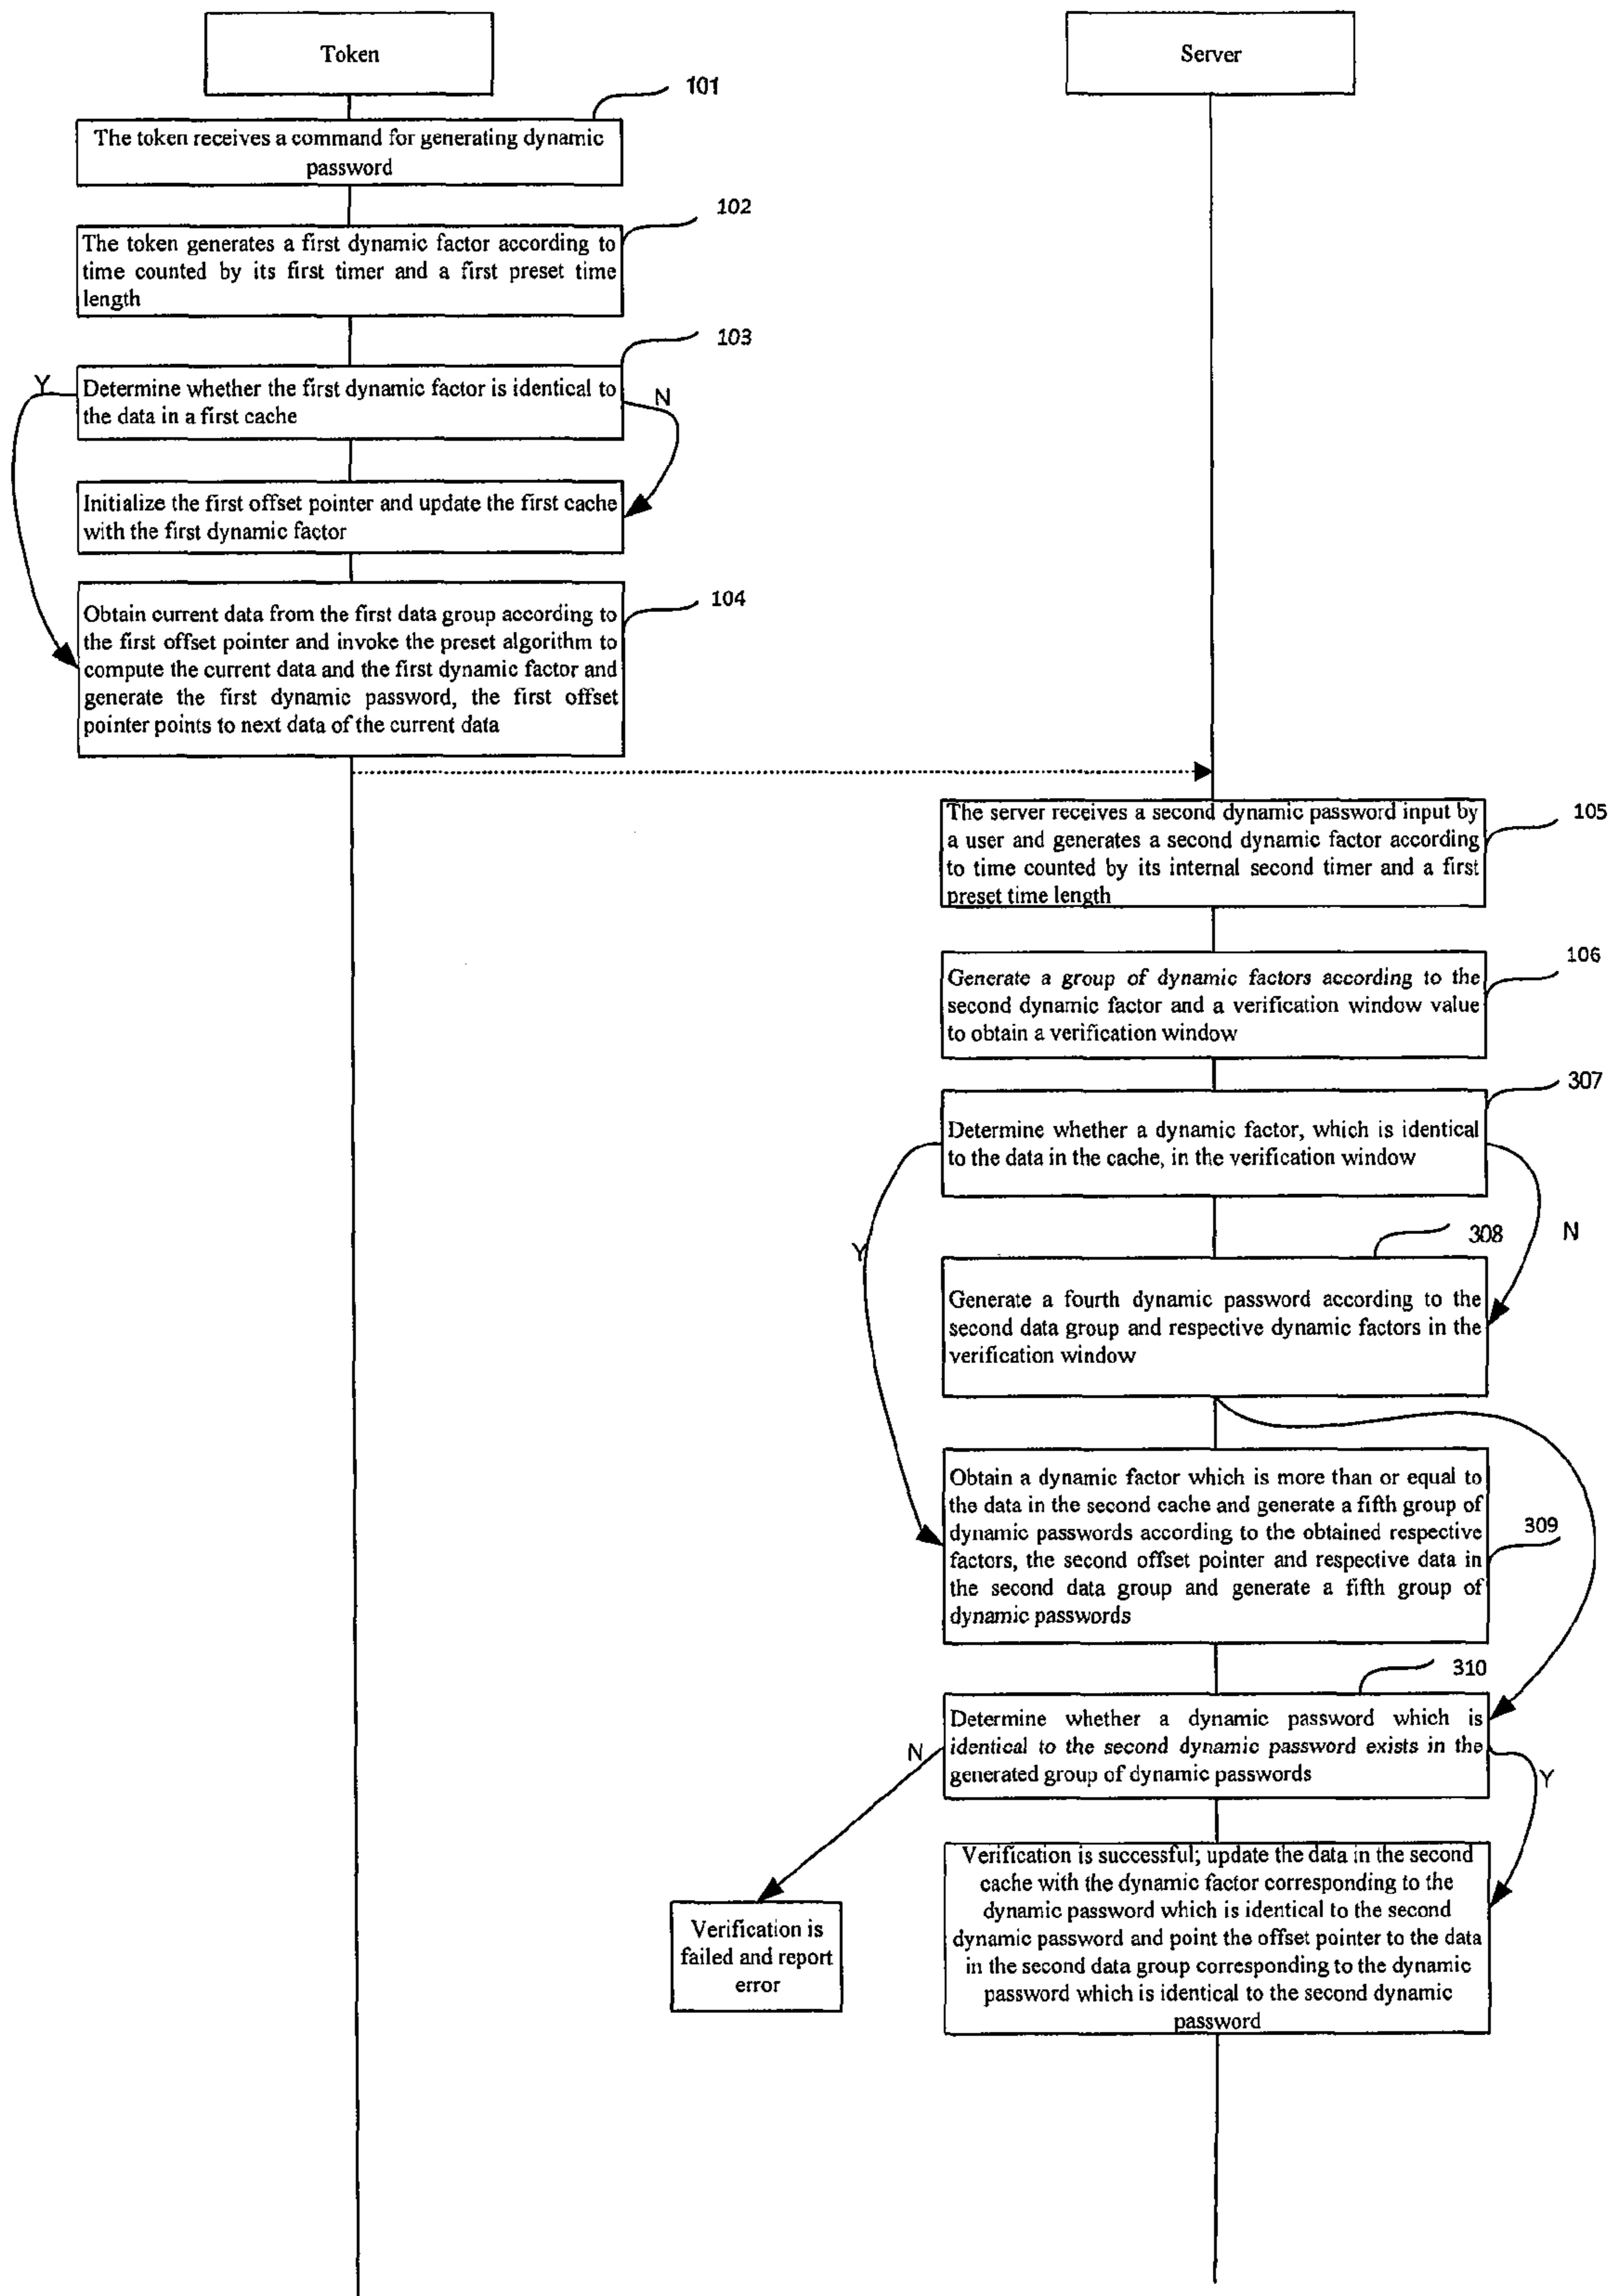 Token
Server
101
The token receives a command for generating dynamic
password
102
The token generates a first dynamic factor according to
time counted by its first timer and a first preset time
length
103
Y
Determine whether the first dynamic factor is identical to
the data in a first cache
N
Initialize the first offset pointer and update the first cache
with the first dynamic factor
104
Obtain current data from the first data group according to
the first offset pointer and invoke the preset algorithm to
compute the current data and the first dynamic factor and
generate the first dynamic password, the first offset
pointer points to next data of the current data
The server receives a second dynamic password input by
a user and generates a second dynamic factor according
to time counted by its internal second timer and a first
preset time length
105
106
Generate a group of dynamic factors according to the
second dynamic factor and a verification window value
to obtain a verification window
307
Determine whether a dynamic factor, which is identical
to the data in the cache, in the verification window
Y
N
308
Generate a fourth dynamic password according to the
second data group and respective dynamic factors in the
verification window
Obtain a dynamic factor which is more than or equal to
the data in the second cache and generate a fifth group of
dynamic passwords according to the obtained respective
factors, the second offset pointer and respective data in
the second data group and generate a fifth group of
dynamic passwords
309
310
Determine whether a dynamic password which is
identical to the second dynamic password exists in the
generated group of dynamic passwords
N
Y
Verification is successful; update the data in the second
cache with the dynamic factor corresponding to the
dynamic password which is identical to the second
dynamic password and point the offset pointer to the data
in the second data group corresponding to the dynamic
password which is identical to the second dynamic
password
Verification is
failed and report
error